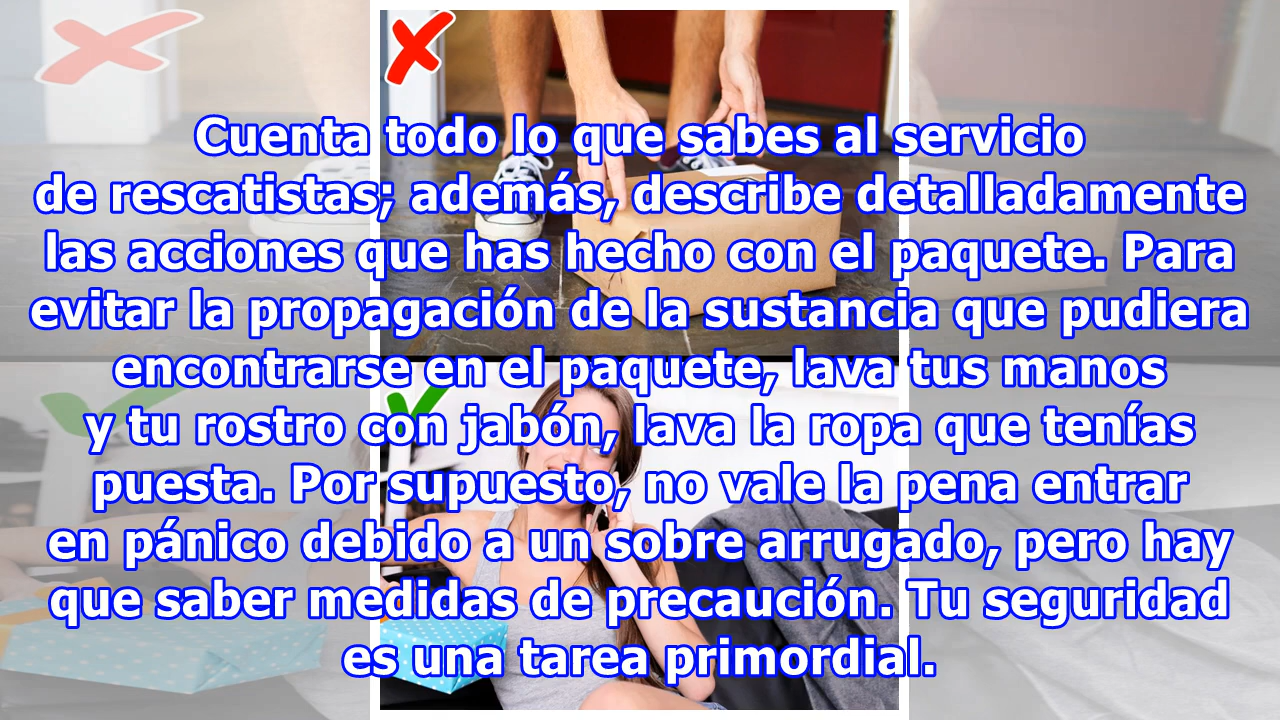 Cuenta todo lo que sabes al servicio
de rescatistas; además, describe detalladamente
las acciones que has hecho con el paquete. Para
evitar la propagación de la sustancia que pudiera
encontrarse en el paquete, lava tus manos
y tu rostro con jabón, lava la ropa que tenías
puesta. Por supuesto, no vale la pena entrar
en pánico debido a un sobre arrugado, pero hay
que saber medidas de precaución. Tu seguridad
es una tarea primordial.